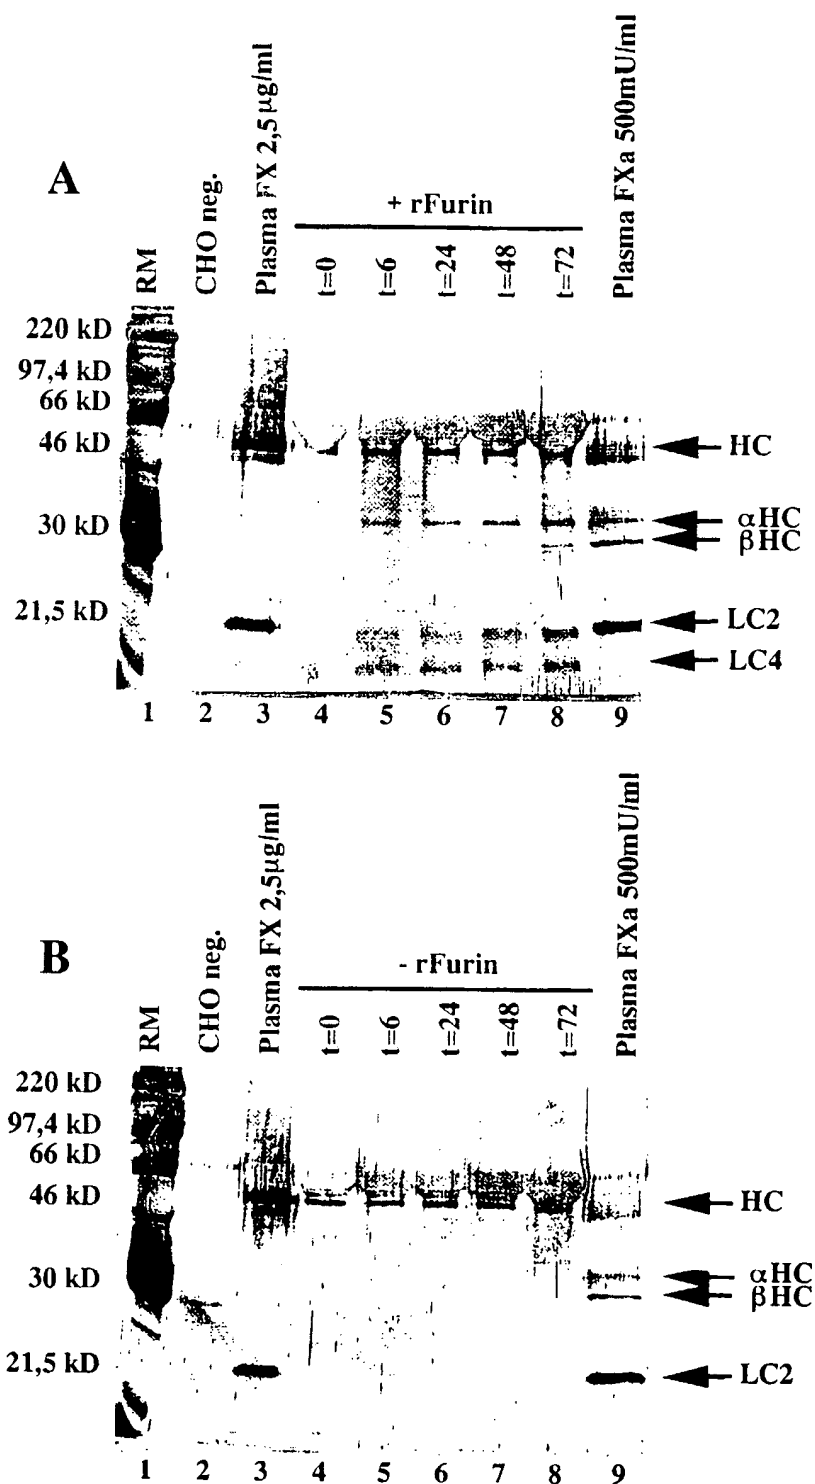 A
RM
CHO neg.
Plasma FX 2,5µg/ml
+ rFurin
t=0
t=6
t=24
t=48
t=72
Plasma FXa 500mU/ml
220 kD
97,4 kD
66 kD
46 kD
30 kD
21,5 kD
HC
αHC
βHC
LC2
LC4
1 2 3 4 5 6 7 8 9
B
RM
CHO neg.
Plasma FX 2,5µg/ml
- rFurin
t=0
t=6
t=24
t=48
t=72
Plasma FXa 500mU/ml
220 kD
97,4 kD
66 kD
46 kD
30 kD
21,5 kD
HC
αHC
βHC
LC2
1 2 3 4 5 6 7 8 9